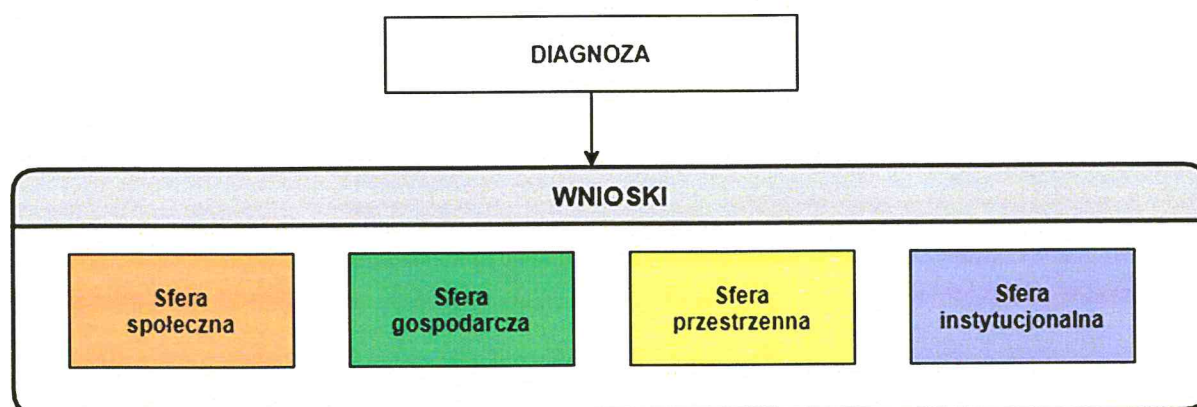 DIAGNOZA
WNIOSKI
Sfera
społeczna
Sfera
gospodarcza
Sfera
przestrzenna
Sfera
instytucjonalna